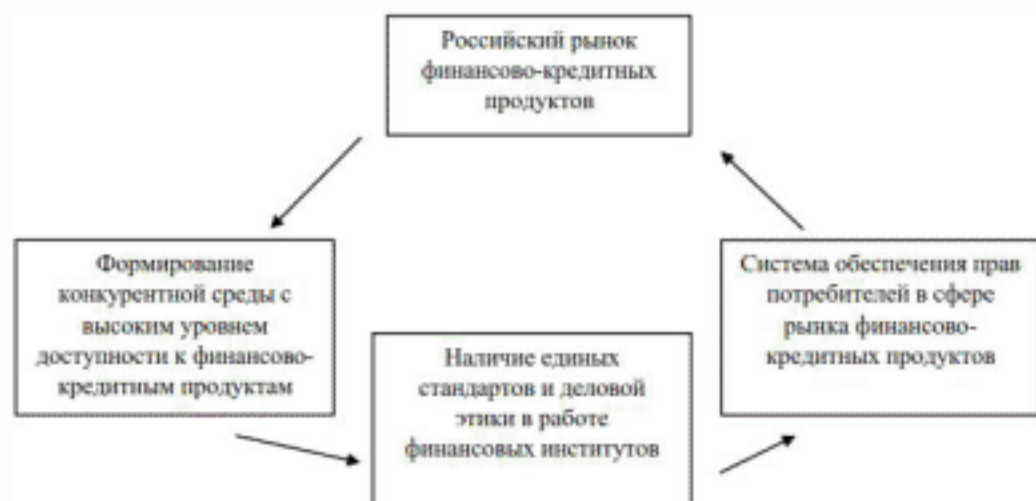 Российский рынок
финансово-кредитных
продуктов
Формирование
конкурентной среды с
высоким уровнем
доступности к финансово-
кредитным продуктам
Наличие единых
стандартов и деловой
этики в работе
финансовых институтов
Система обеспечения прав
потребителей в сфере
рынка финансово-
кредитных продуктов